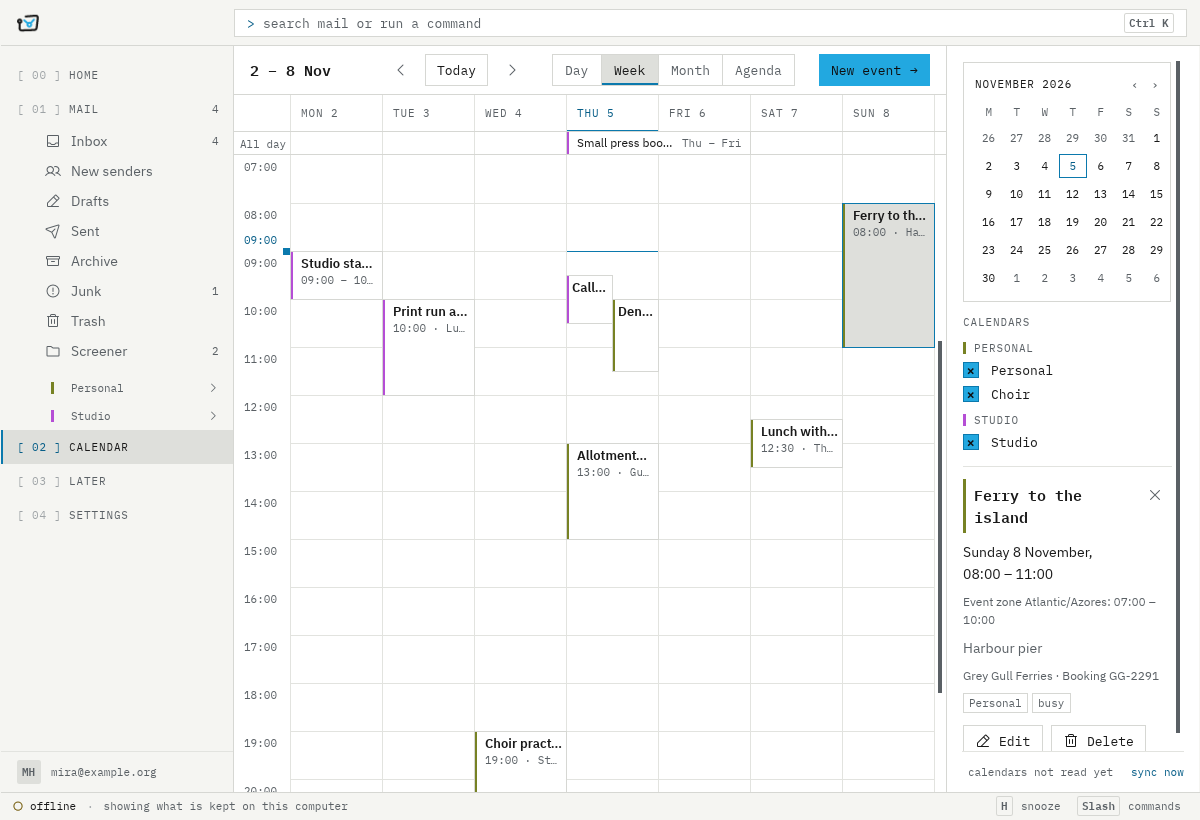 > search mail or run a command Ctrl K
[ 00 ] HOME
[ 01 ] MAIL 4
Inbox 4
New senders
Drafts
Sent
Archive
Junk 1
Trash
Screener 2
Personal
Studio
[ 02 ] CALENDAR
[ 03 ] LATER
[ 04 ] SETTINGS
MH mira@example.org
2 – 8 Nov
Today
Day Week Month Agenda
New event →
MON 2 TUE 3 WED 4 THU 5 FRI 6 SAT 7 SUN 8
All day
Small press boo… Thu – Fri
07:00
08:00
09:00
09:00
10:00
11:00
12:00
13:00
14:00
15:00
16:00
17:00
18:00
19:00
20:00
Studio sta…
09:00 – 10…
Print run a…
10:00 · Lu…
Choir pract…
19:00 · St…
Call…
Den…
Allotment…
13:00 · Gu…
Lunch with…
12:30 · Th…
Ferry to th…
08:00 · Ha…
NOVEMBER 2026 ‹ ›
M T W T F S S
26 27 28 29 30 31 1
2 3 4 5 6 7 8
9 10 11 12 13 14 15
16 17 18 19 20 21 22
23 24 25 26 27 28 29
30 1 2 3 4 5 6
CALENDARS
PERSONAL
Personal
Choir
STUDIO
Studio
Ferry to the
island
Sunday 8 November,
08:00 – 11:00
Event zone Atlantic/Azores: 07:00 –
10:00
Harbour pier
Grey Gull Ferries · Booking GG-2291
Personal busy
Edit Delete
calendars not read yet sync now
offline · showing what is kept on this computer
H snooze Slash commands